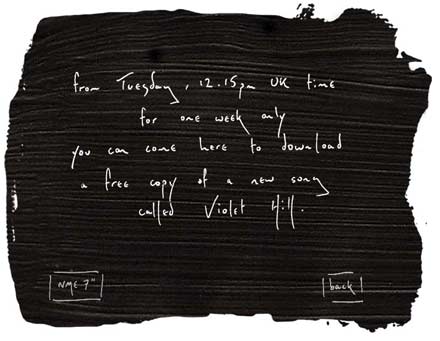 from Tuesday, 12.15pm UK time
for one week only
you can come here to download
a free copy of a new song
called Violet Hill.
NME 7"
back